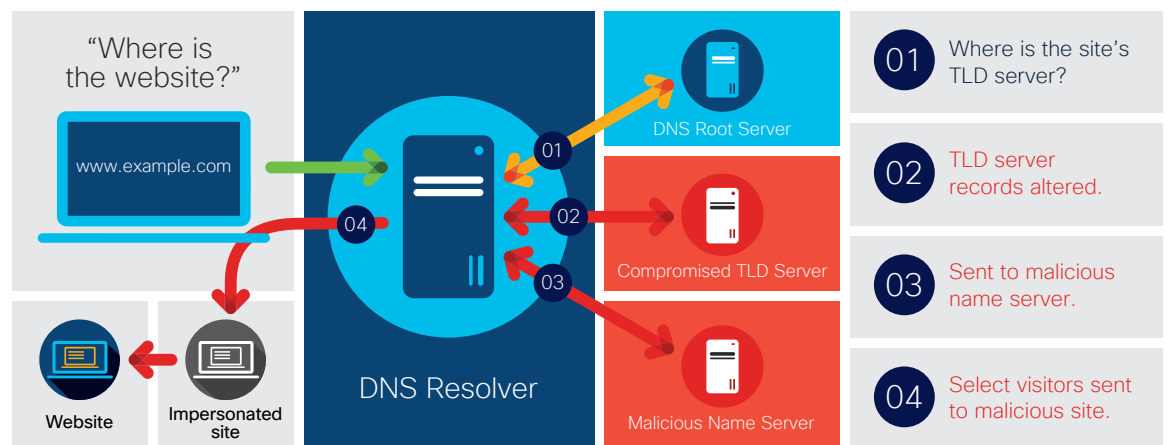 “Where is
the website?”
www.example.com
04
Website
Impersonated
site
DNS Resolver
01
02
03
DNS Root Server
Compromised TLD Server
Malicious Name Server
01
Where is the site’s
TLD server?
02
TLD server
records altered.
03
Sent to malicious
name server.
04
Select visitors sent
to malicious site.